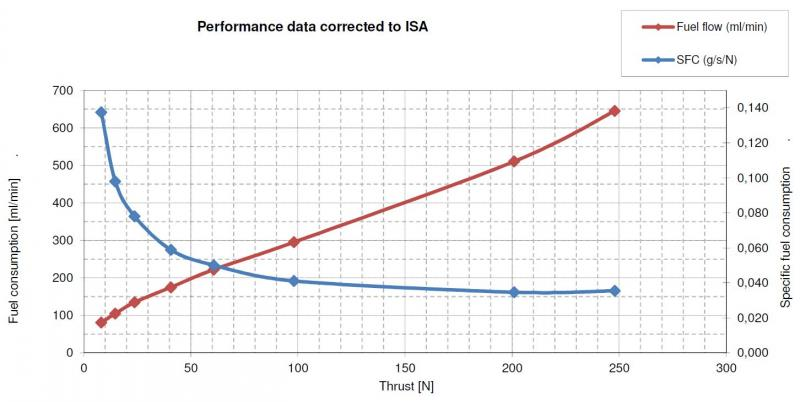 Performance data corrected to ISA
Fuel flow (ml/min)
SFC (g/s/N)
Fuel consumption [ml/min]
700
600
500
400
300
200
100
0
0,140
0,120
0,100
0,080
0,060
0,040
0,020
0,000
Specific fuel consumption
0 50 100 150 200 250 300
Thrust [N]